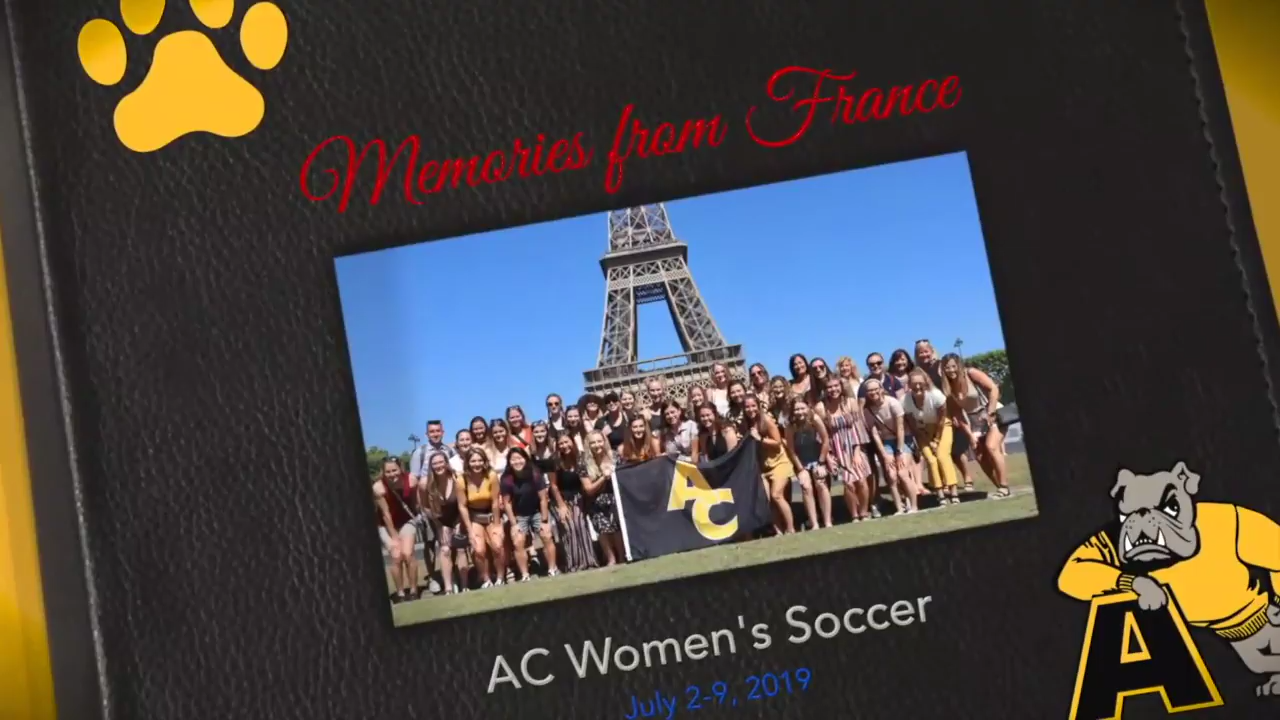 Memories from France
AC
AC Women's Soccer
July 2-9, 2019
A